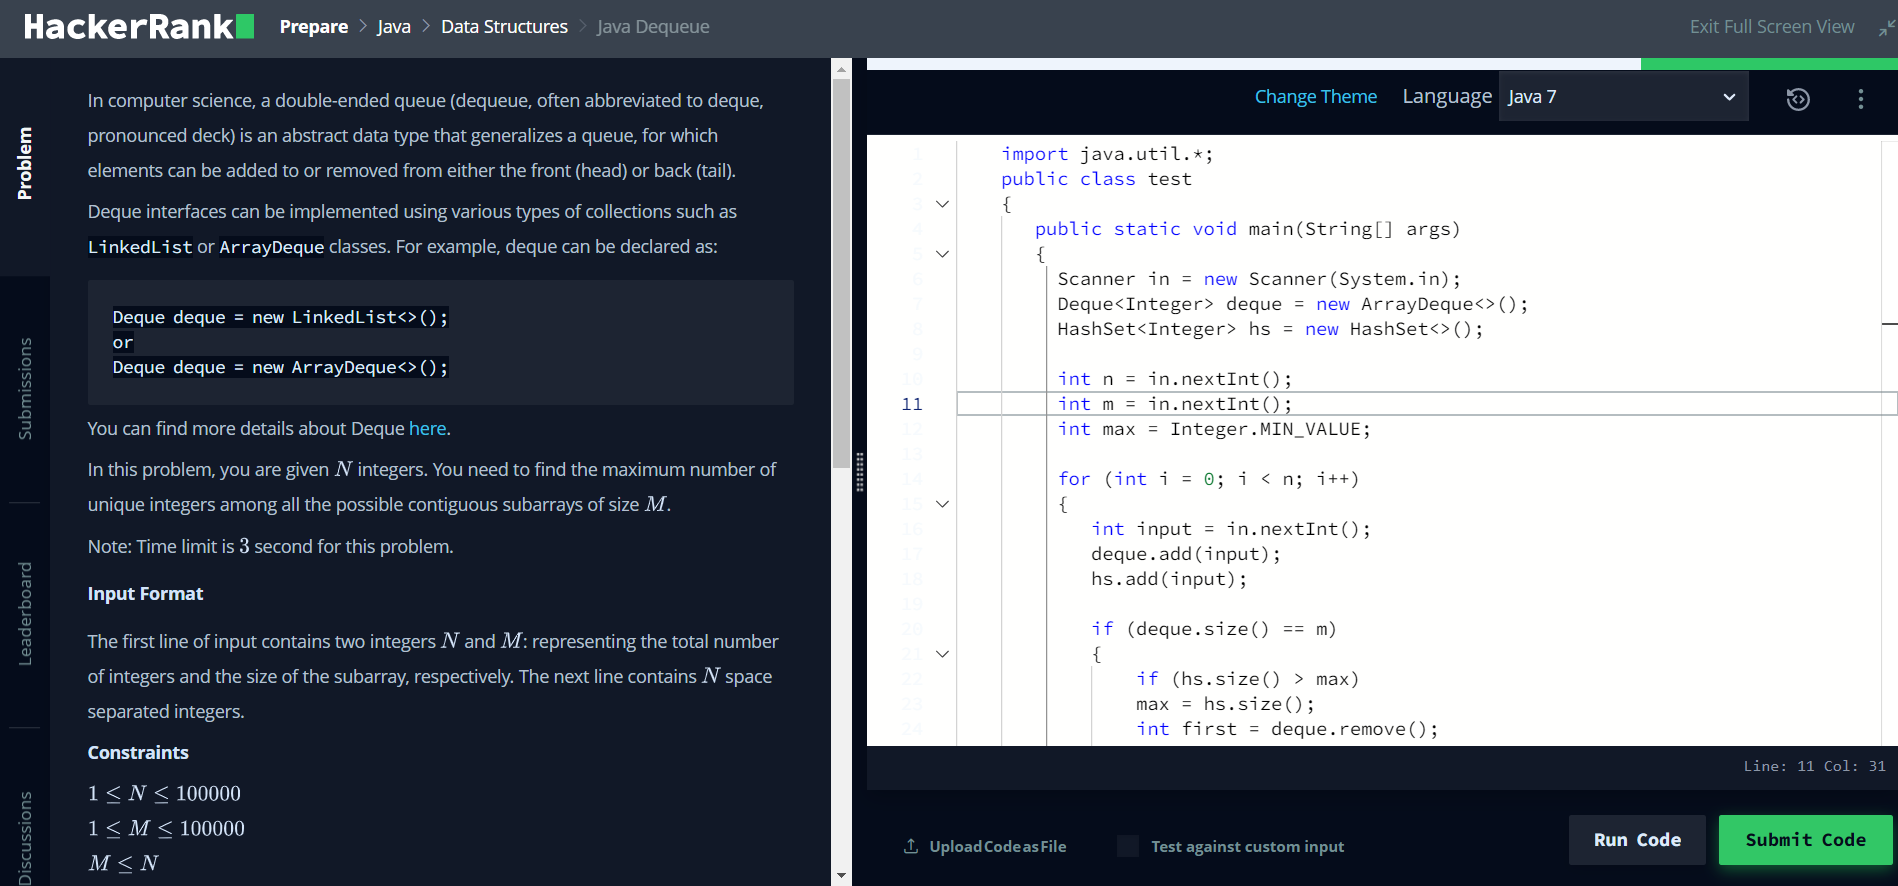 HackerRank
Prepare > Java > Data Structures > Java Dequeue
Exit Full Screen View
Problem
Submissions
Leaderboard
Discussions
In computer science, a double-ended queue (dequeue, often abbreviated to deque,
pronounced deck) is an abstract data type that generalizes a queue, for which
elements can be added to or removed from either the front (head) or back (tail).
Deque interfaces can be implemented using various types of collections such as
LinkedList or ArrayDeque classes. For example, deque can be declared as:
Deque deque = new LinkedList<>();
or
Deque deque = new ArrayDeque<>();
You can find more details about Deque here.
In this problem, you are given N integers. You need to find the maximum number of
unique integers among all the possible contiguous subarrays of size M.
Note: Time limit is 3 second for this problem.
Input Format
The first line of input contains two integers N and M: representing the total number
of integers and the size of the subarray, respectively. The next line contains N space
separated integers.
Constraints
1 ≤ N ≤ 100000
1 ≤ M ≤ 100000
M ≤ N
Change Theme Language Java 7
1 import java.util.*;
2 public class test
3 {
4 public static void main(String[] args)
5 {
6 Scanner in = new Scanner(System.in);
7 Deque<Integer> deque = new ArrayDeque<>();
8 HashSet<Integer> hs = new HashSet<>();
9
10 int n = in.nextInt();
11 int m = in.nextInt();
12 int max = Integer.MIN_VALUE;
13
14 for (int i = 0; i < n; i++)
15 {
16 int input = in.nextInt();
17 deque.add(input);
18 hs.add(input);
19
20 if (deque.size() == m)
21 {
22 if (hs.size() > max)
23 max = hs.size();
24 int first = deque.remove();
Line: 11 Col: 31
Upload Code as File
Test against custom input
Run Code
Submit Code